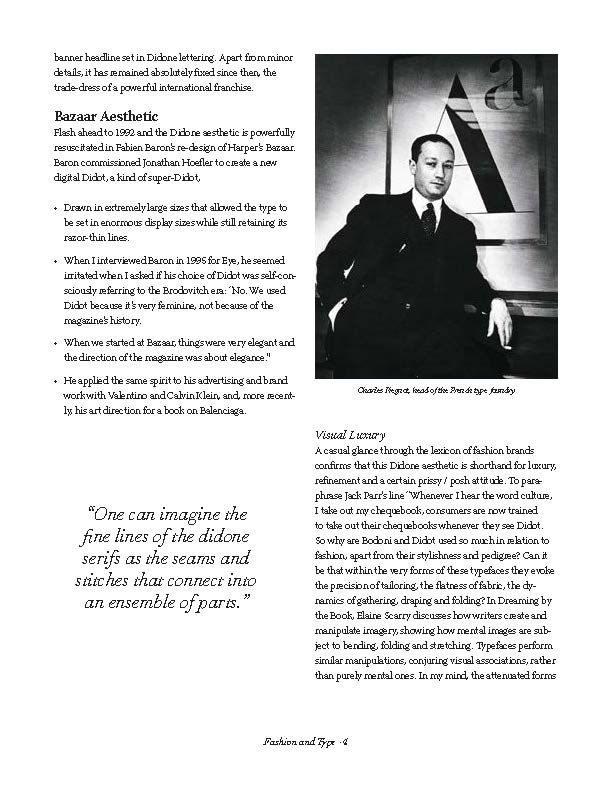 banner headline set in Didone lettering. Apart from minor
details, it has remained absolutely fixed since then, the
trade-dress of a powerful international franchise.
Bazaar Aesthetic
Flash ahead to 1992 and the Didone aesthetic is powerfully
resuscitated in Fabien Baron's re-design of Harper's Bazaar.
Baron commissioned Jonathan Hoefler to create a new
digital Didot, a kind of super-Didot,
• Drawn in extremely large sizes that allowed the type to
be set in enormous display sizes while still retaining its
razor-thin lines.
• When I interviewed Baron in 1995 for Eye, he seemed
irritated when I asked if his choice of Didot was self-con-
sciously referring to the Brodovitch era: “No. We used
Didot because it's very feminine, not because of the
magazine's history.
• When we started at Bazaar, things were very elegant and
the direction of the magazine was about elegance."
• He applied the same spirit to his advertising and brand
work with Valentino and Calvin Klein, and, more recent-
ly, his art direction for a book on Balenciaga.
“One can imagine the
fine lines of the didone
serifs as the seams and
stitches that connect into
an ensemble of parts.”
A a
Charles Peignot, head of the French type foundry
Visual Luxury
A casual glance through the lexicon of fashion brands
confirms that this Didone aesthetic is shorthand for luxury,
refinement and a certain prissy / posh attitude. To para-
phrase Jack Parr's line “Whenever I hear the word culture,
I take out my chequebook, consumers are now trained
to take out their chequebooks whenever they see Didot.
So why are Bodoni and Didot used so much in relation to
fashion, apart from their stylishness and pedigree? Can it
be that within the very forms of these typefaces they evoke
the precision of tailoring, the flatness of fabric, the dy-
namics of gathering, draping and folding? In Dreaming by
the Book, Elaine Scarry discusses how writers create and
manipulate imagery, showing how mental images are sub-
ject to bending, folding and stretching. Typefaces perform
similar manipulations, conjuring visual associations, rather
than purely mental ones. In my mind, the attenuated forms
Fashion and Type · 4